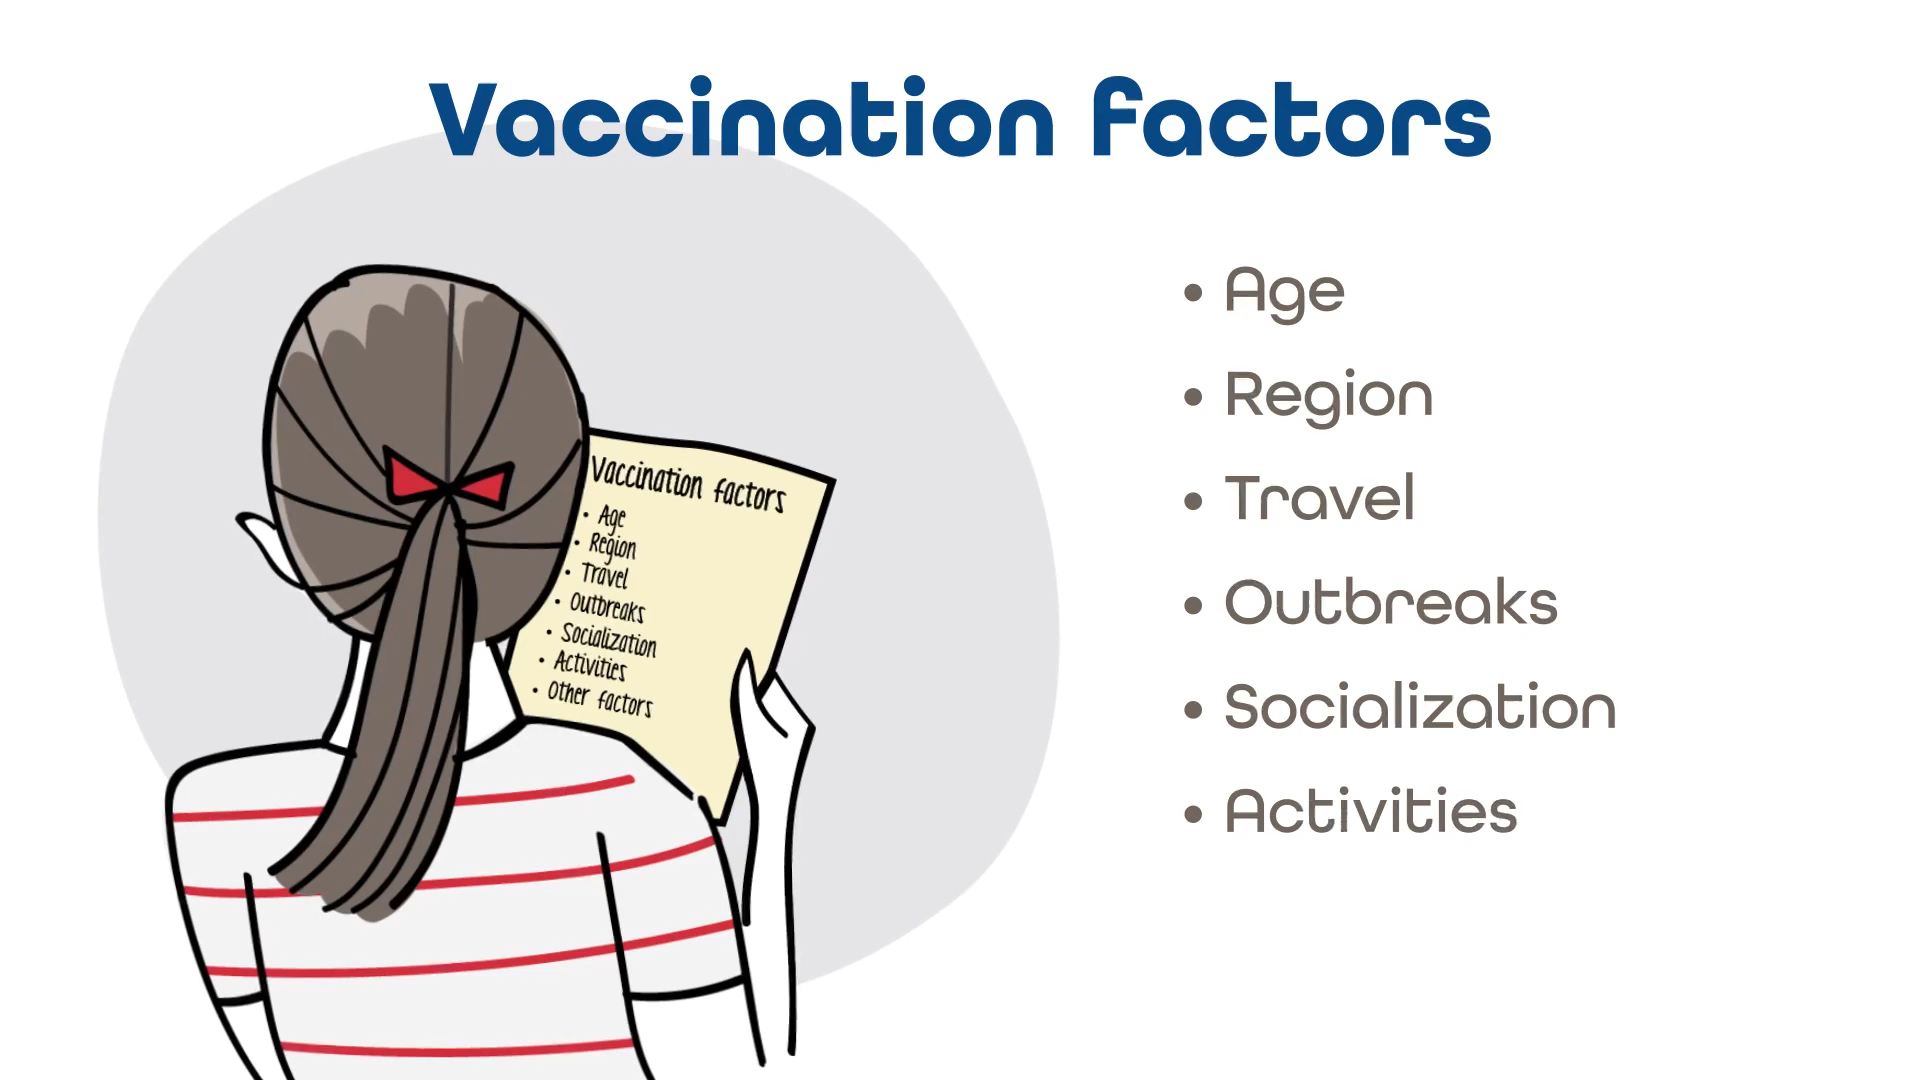 Vaccination factors
Vaccination factors
• Age
• Region
• Travel
• Outbreaks
• Socialization
• Activities
• Other factors
• Age
• Region
• Travel
• Outbreaks
• Socialization
• Activities